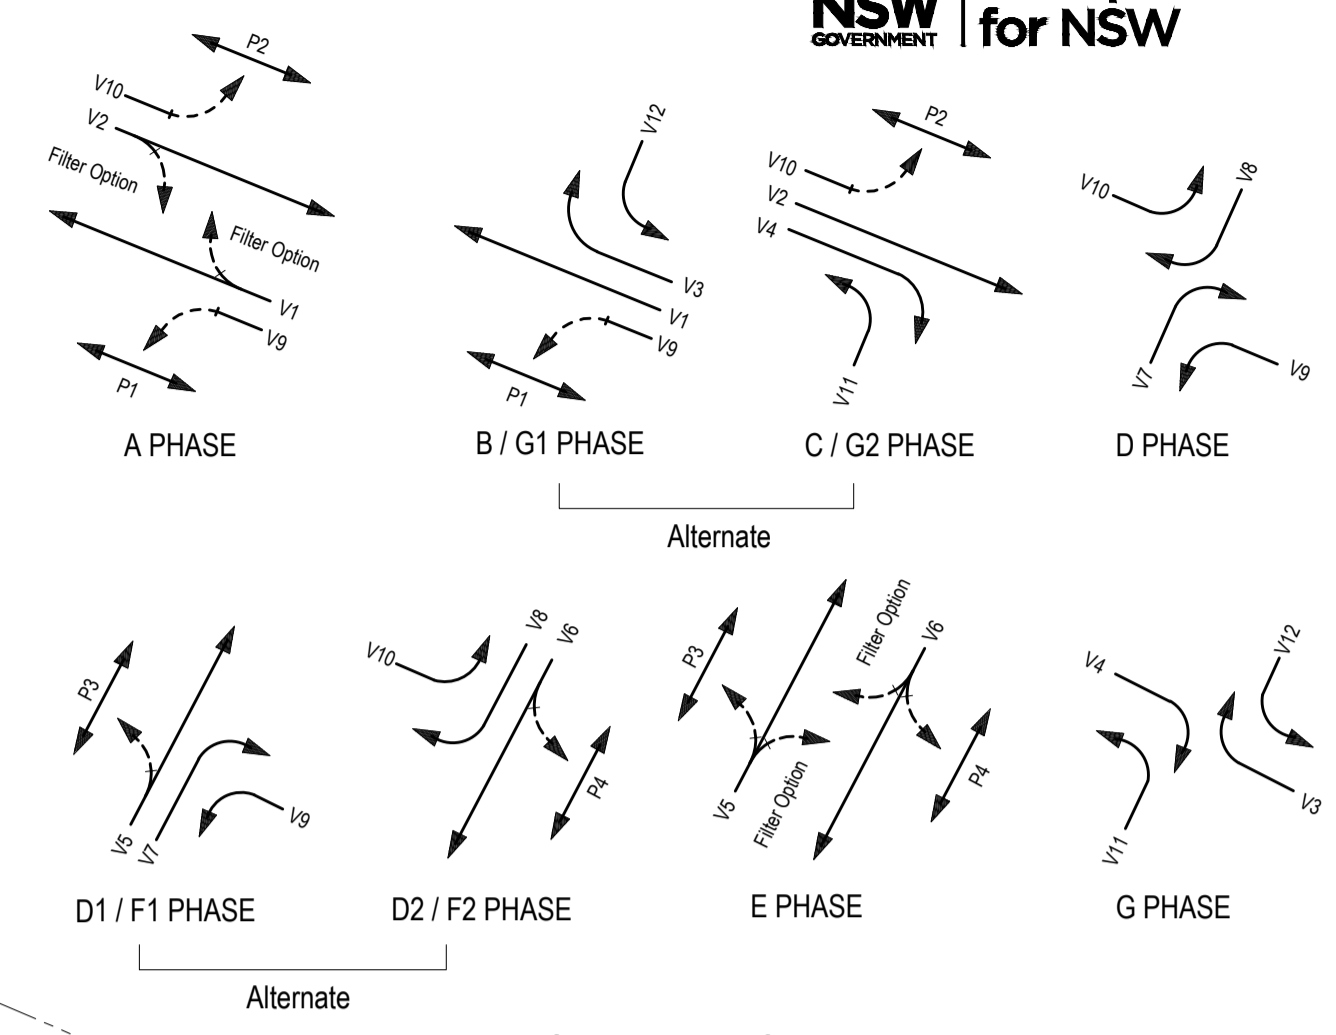 NSW
GOVERNMENT
for NSW
P2
V10
V2
Filter Option
Filter Option
V1
V9
P1
A PHASE
V12
V3
V1
V9
P1
B / G1 PHASE
P2
V10
V2
V4
V11
C / G2 PHASE
V10
V8
V7
V9
D PHASE
Alternate
P3
V5
V7
V9
D1 / F1 PHASE
V10
V8
V6
P4
D2 / F2 PHASE
Alternate
P3
Filter Option
V6
V5
Filter Option
P4
E PHASE
V4
V12
V11
V3
G PHASE